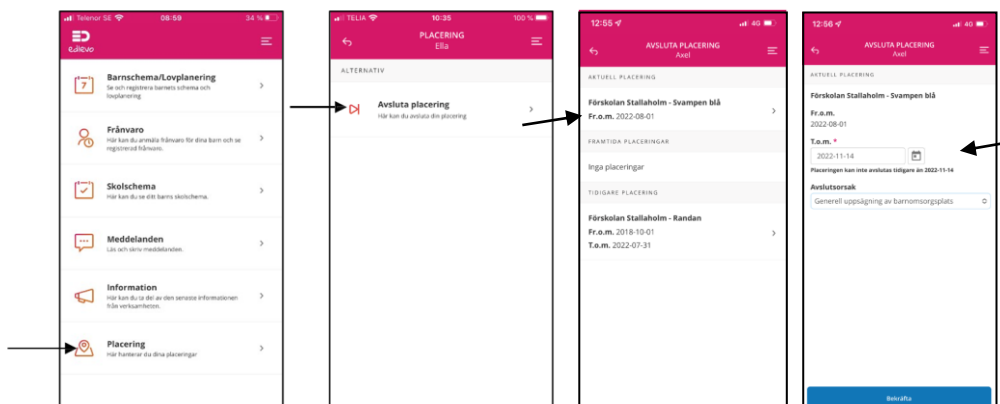 Telenor SE 08:59 34 %
ED
edlevo
Barnschema/Lovplanering
Se och registrera barnets schema och
lovplanering
Frånvaro
Här kan du anmäla frånvaro för dina barn och se
registrerad frånvaro.
Skolschema
Här kan du se ditt barns skolschema.
Meddelanden
Läs och skriv meddelanden.
Information
Här kan du ta del av den senaste informationen
från verksamheten.
Placering
Här hanterar du dina placeringar
TELIA 10:35 100 %
PLACERING
Ella
ALTERNATIV
Avsluta placering
Här kan du avsluta din placering
12:55 4G
AVSLUTA PLACERING
Axel
AKTUELL PLACERING
Förskolan Stallaholm - Svampen blå
Fr.o.m. 2022-08-01
FRAMTIDA PLACERINGAR
Inga placeringar
TIDIGARE PLACERING
Förskolan Stallaholm - Randan
Fr.o.m. 2018-10-01
T.o.m. 2022-07-31
12:56 4G
AVSLUTA PLACERING
Axel
AKTUELL PLACERING
Förskolan Stallaholm - Svampen blå
Fr.o.m.
2022-08-01
T.o.m. *
2022-11-14
Placeringen kan inte avslutas tidigare än 2022-11-14
Avslutsorsak
Generell uppsägning av barnomsorgsplats
Bekräfta